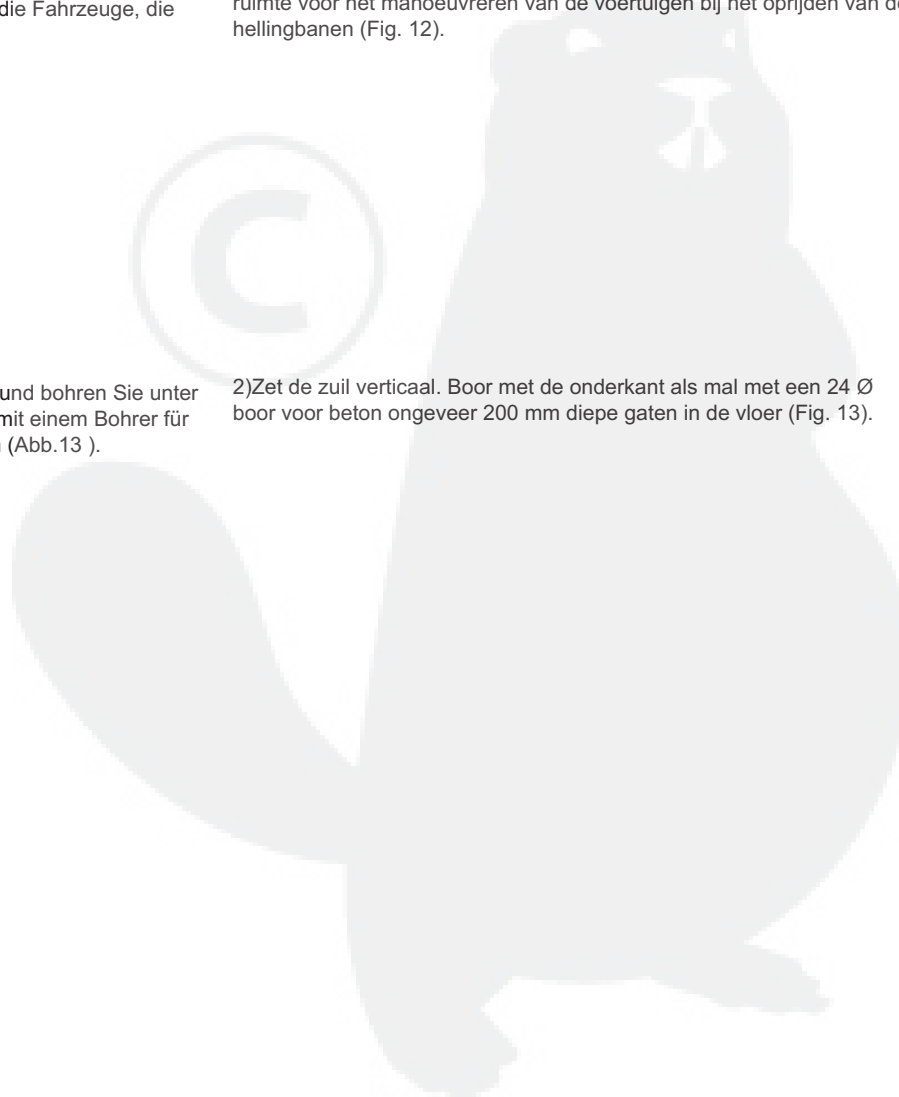 die Fahrzeuge, die
ruimte voor het manoeuvreren van de voertuigen bij het oprijden van de
hellingbanen (Fig. 12).
©
und bohren Sie unter
mit einem Bohrer für
(Abb.13 ).
2)Zet de zuil verticaal. Boor met de onderkant als mal met een 24 Ø
boor voor beton ongeveer 200 mm diepe gaten in de vloer (Fig. 13).